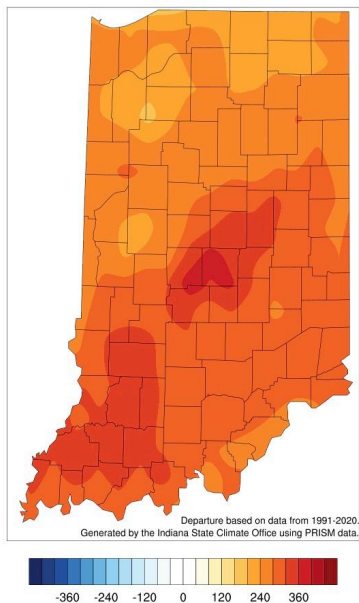 Departure based on data from 1991-2020.
Generated by the Indiana State Climate Office using PRISM data.
-360 -240 -120 0 120 240 360